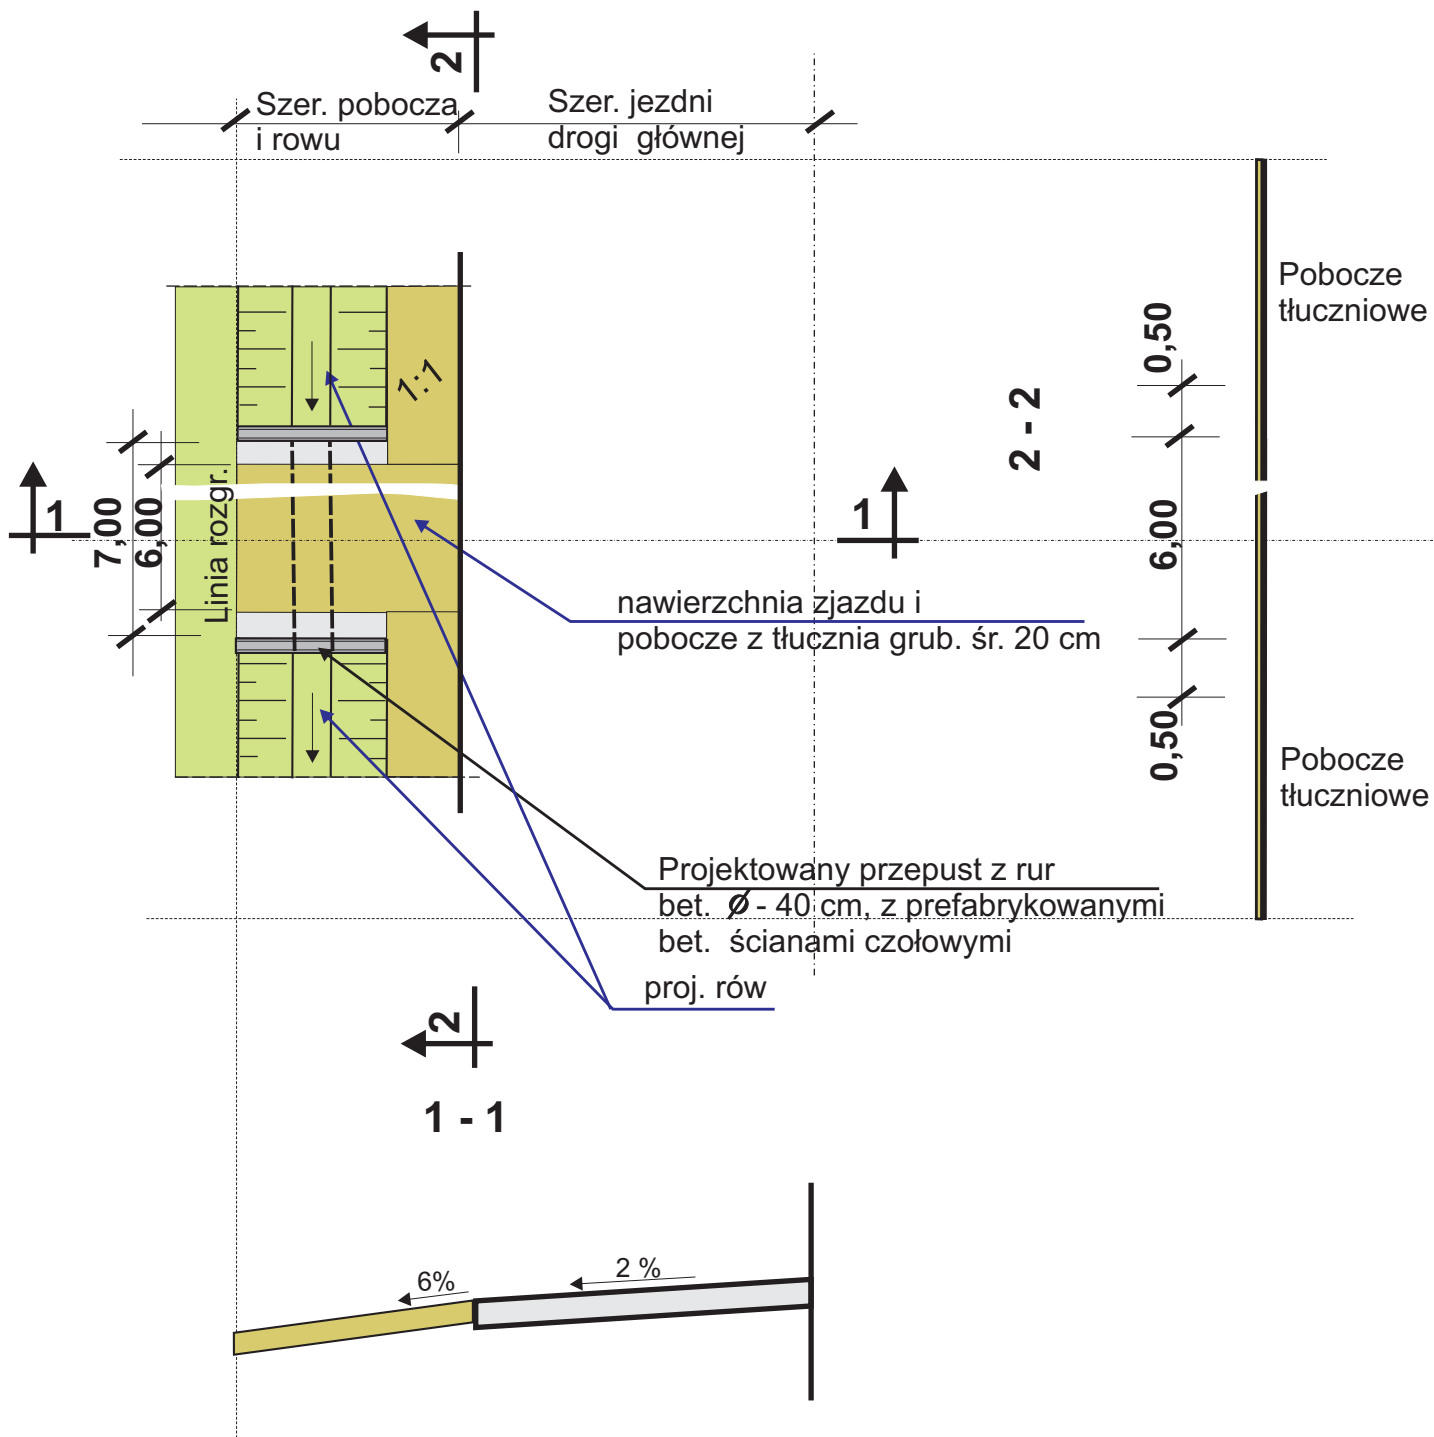 2
Szer. pobocza
i rowu
Szer. jezdni
drogi głównej
Pobocze
tłuczniowe
0,50
1:1
2 - 2
1
7,00
6,00
Linia rozgr.
1
6,00
nawierzchnia zjazdu i
pobocze z tłucznia grub. śr. 20 cm
0,50
Pobocze
tłuczniowe
Projektowany przepust z rur
bet. Ø - 40 cm, z prefabrykowanymi
bet. ścianami czołowymi
proj. rów
2
1 - 1
6%
2 %